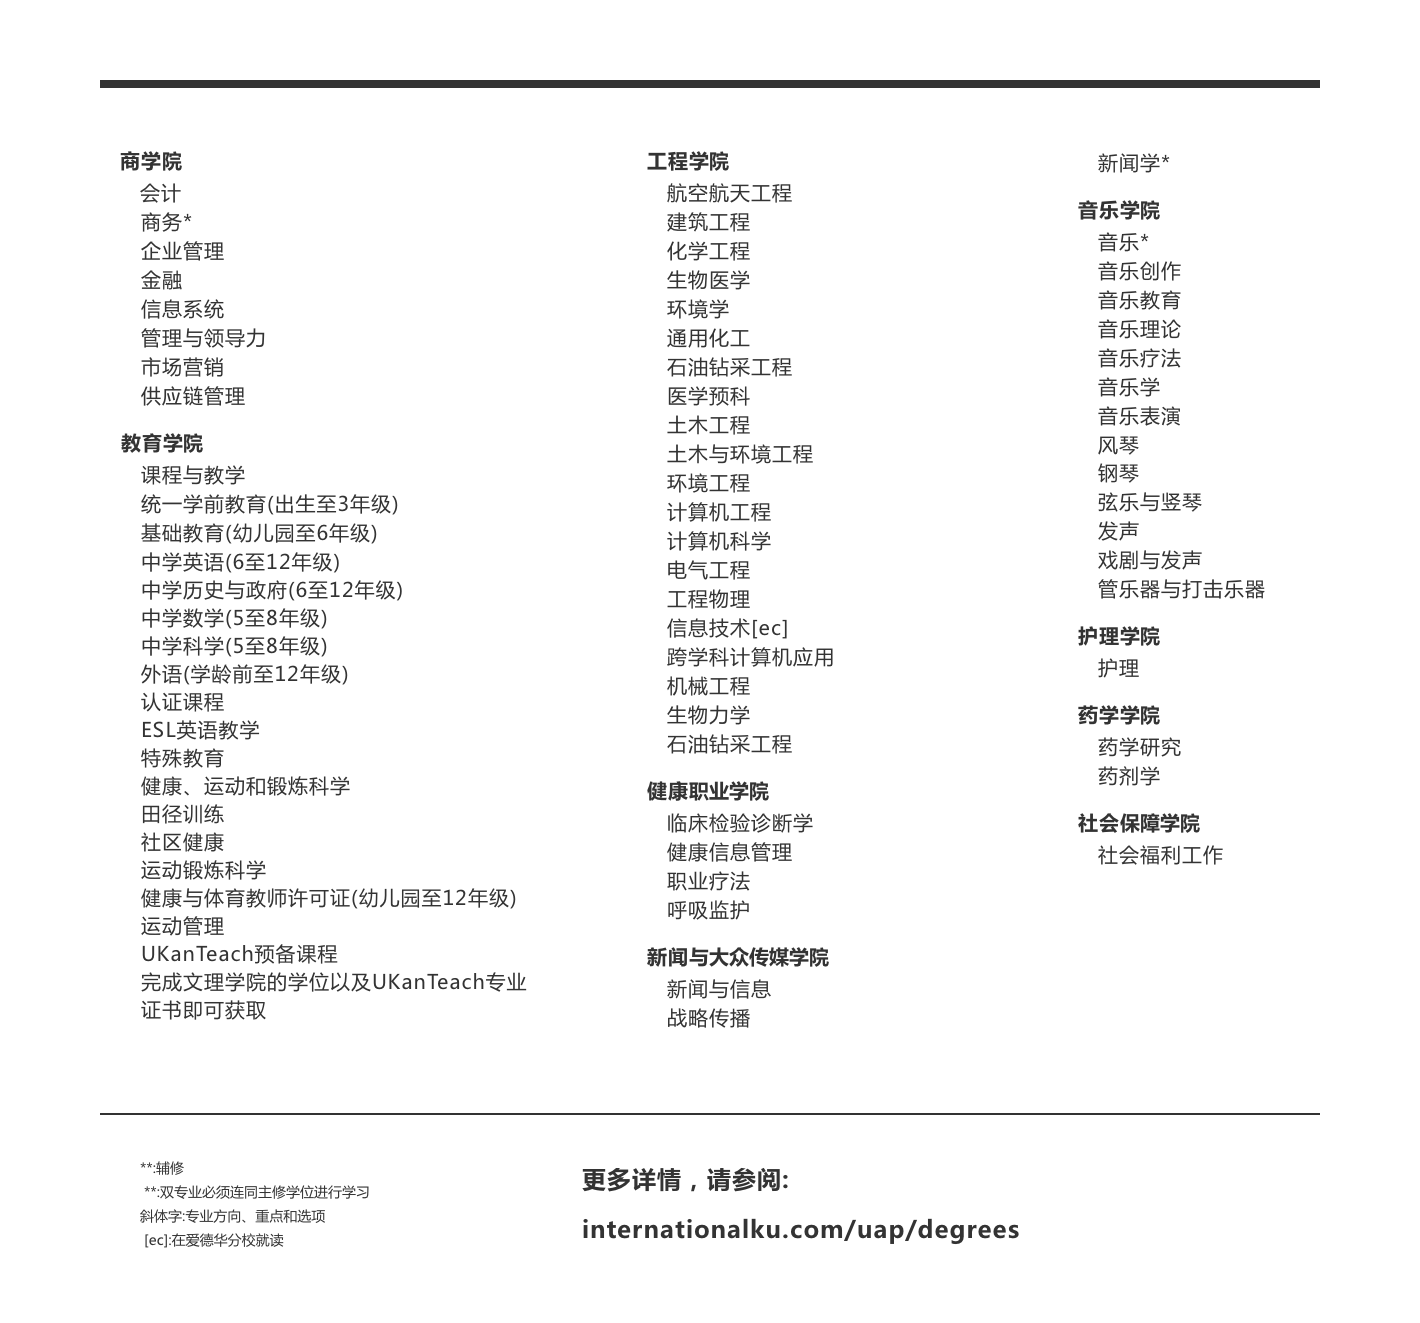 商学院
会计
商务*
企业管理
金融
信息系统
管理与领导力
市场营销
供应链管理
教育学院
课程与教学
统一学前教育(出生至3年级)
基础教育(幼儿园至6年级)
中学英语(6至12年级)
中学历史与政府(6至12年级)
中学数学(5至8年级)
中学科学(5至8年级)
外语(学龄前至12年级)
认证课程
ESL英语教学
特殊教育
健康、运动和锻炼科学
田径训练
社区健康
运动锻炼科学
健康与体育教师许可证(幼儿园至12年级)
运动管理
UKanTeach预备课程
完成文理学院的学位以及UKanTeach专业
证书即可获取
工程学院
航空航天工程
建筑工程
化学工程
生物医学
环境学
通用化工
石油钻采工程
医学预科
土木工程
土木与环境工程
环境工程
计算机工程
计算机科学
电气工程
工程物理
信息技术[ec]
跨学科计算机应用
机械工程
生物力学
石油钻采工程
健康职业学院
临床检验诊断学
健康信息管理
职业疗法
呼吸监护
新闻与大众传媒学院
新闻与信息
战略传播
新闻学*
音乐学院
音乐*
音乐创作
音乐教育
音乐理论
音乐疗法
音乐学
音乐表演
风琴
钢琴
弦乐与竖琴
发声
戏剧与发声
管乐器与打击乐器
护理学院
护理
药学学院
药学研究
药剂学
社会保障学院
社会福利工作
**:辅修
**:双专业必须连同主修学位进行学习
斜体字:专业方向、重点和选项
[ec]:在爱德华分校就读
更多详情，请参阅:
internationalku.com/uap/degrees